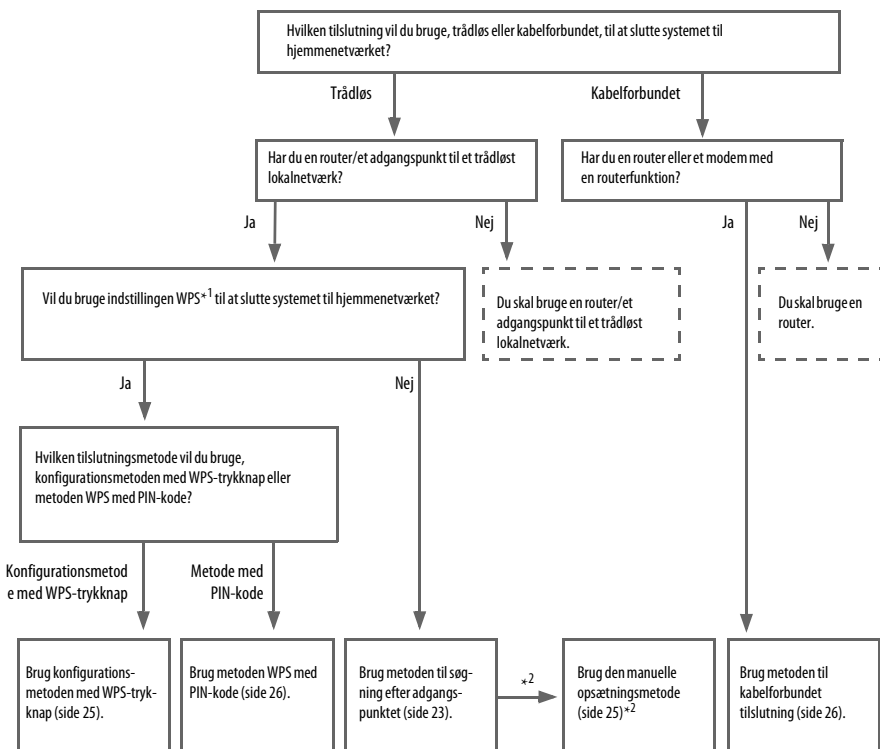 Hvilken tilslutning vil du bruge, trådløs eller kabelforbundet, til at slutte systemet til
hjemmenetværket?
Trådløs
Kabelforbundet
Har du en router/et adgangspunkt til et trådløst
lokalnetværk?
Har du en router eller et modem med
en routerfunktion?
Ja
Nej
Ja
Nej
Vil du bruge indstillingen WPS*1 til at slutte systemet til hjemmenetværket?
Du skal bruge en router/et
adgangspunkt til et trådløst
lokalnetværk.
Du skal bruge en
router.
Ja
Nej
Hvilken tilslutningsmetode vil du bruge,
konfigurationsmetoden med WPS-trykknap eller
metoden WPS med PIN-kode?
Konfigurationsmetod
e med WPS-trykknap
Metode med
PIN-kode
Brug konfigurations-
metoden med WPS-tryk-
knap (side 25).
Brug metoden WPS med
PIN-kode (side 26).
Brug metoden til søg-
ning efter adgangs-
punktet (side 23).
*2
Brug den manuelle
opsætningsmetode
(side 25)*2
Brug metoden til
kabelforbundet
tilslutning (side 26).